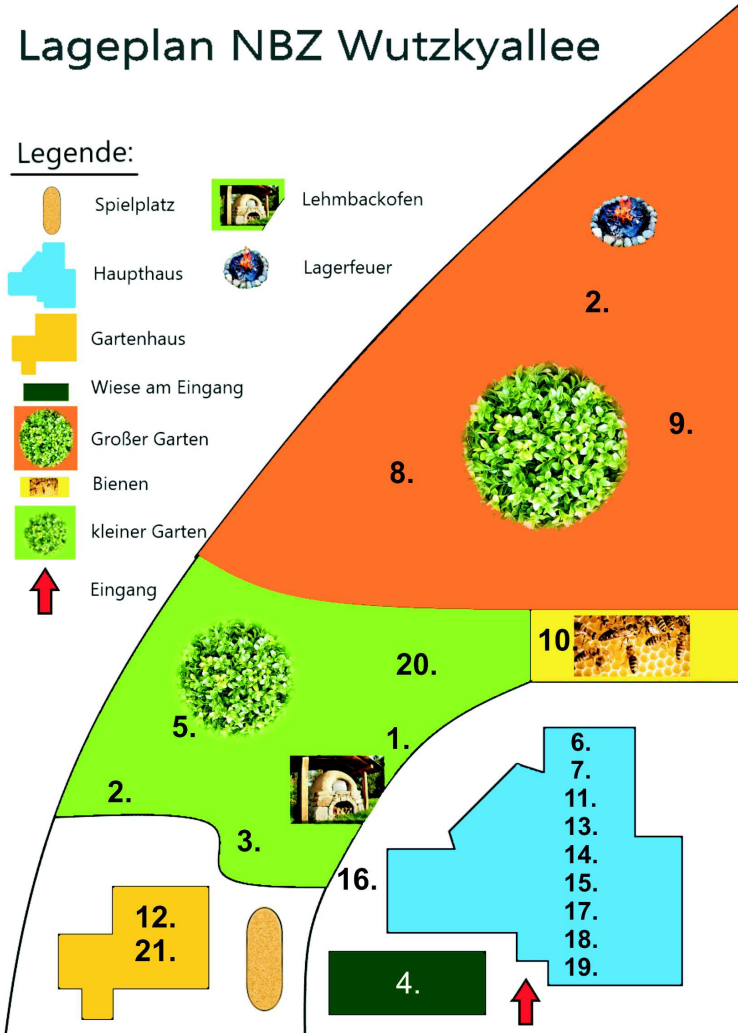 Lageplan NBZ Wutzkyallee
Legende:
Spielplatz
Lehmbackofen
Haupthaus
Lagerfeuer
Gartenhaus
Wiese am Eingang
Großer Garten
Bienen
kleiner Garten
Eingang
2.
9.
8.
10.
20.
5.
1.
2.
3.
6.
7.
11.
13.
14.
15.
17.
18.
19.
16.
12.
21.
4.